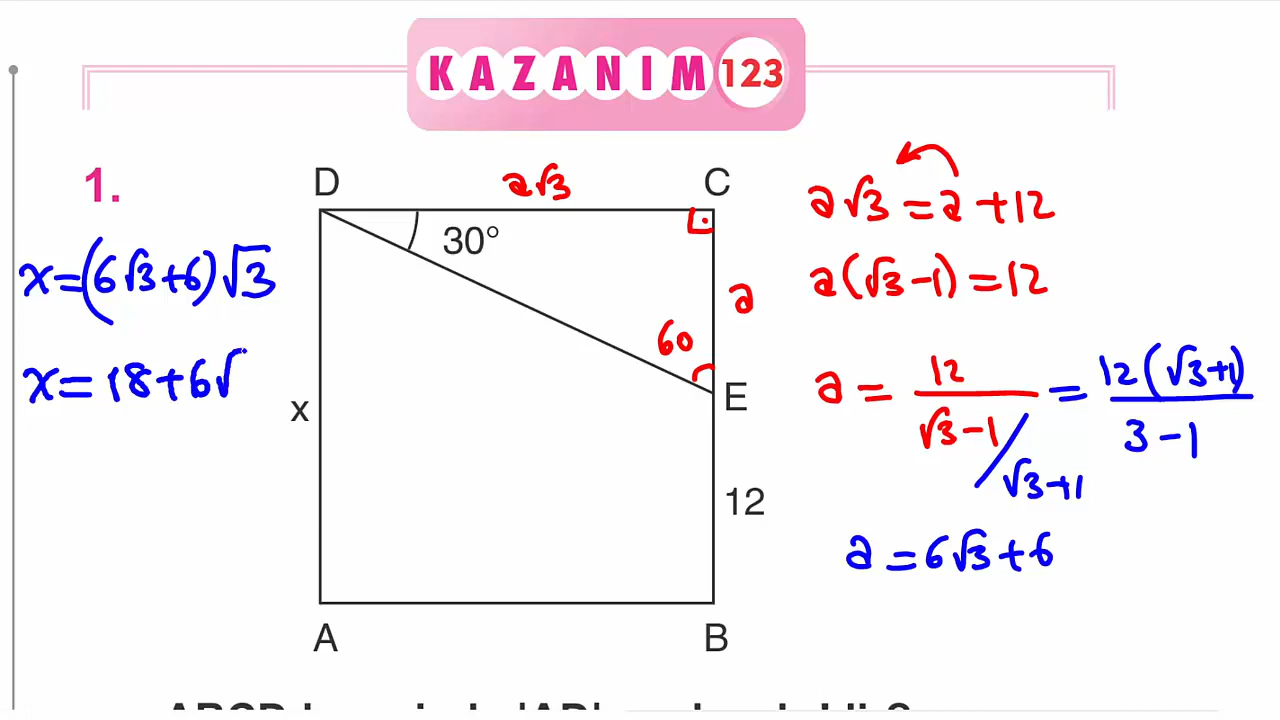 KAZANIM 123
1.
D
a√3
C
30°
60
a
E
x
12
A
B
x=(6√3+6)√3
x=18+6√
a√3=a+12
a(√3-1)=12
a = 12/√3-1 /√3+1 = 12(√3+1)/3-1
a=6√3+6